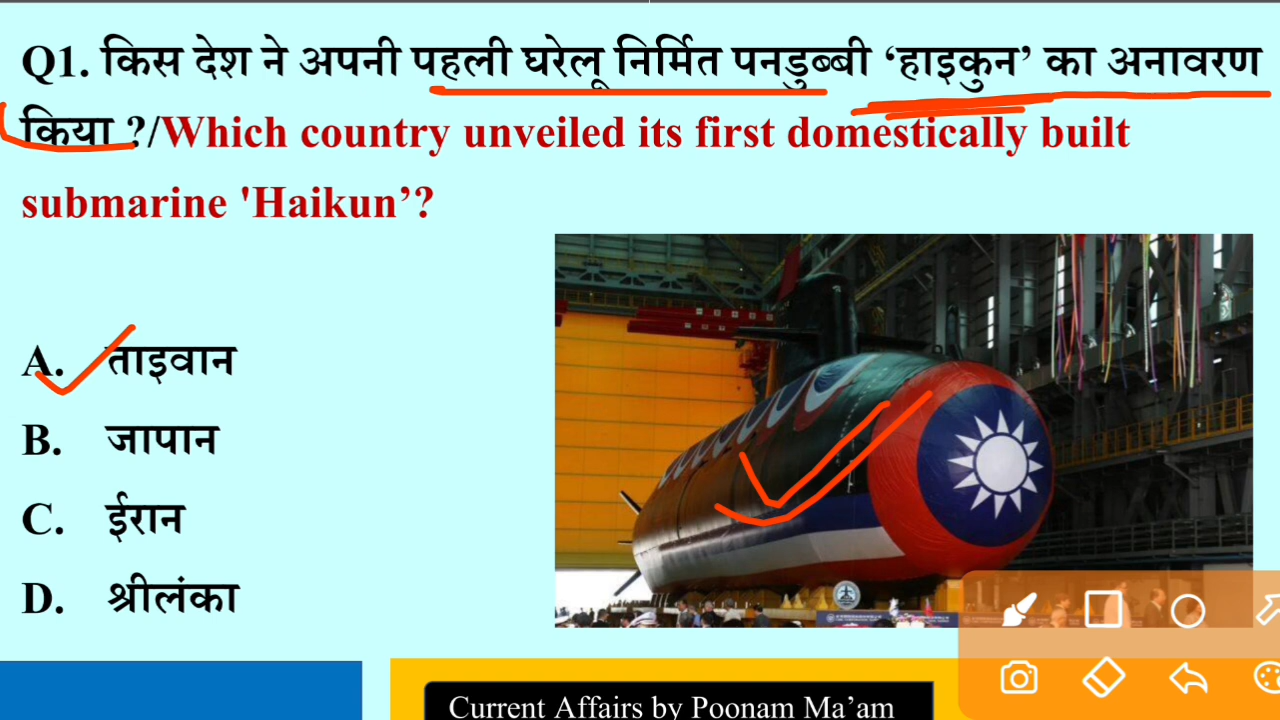 Q1. किस देश ने अपनी पहली घरेलू निर्मित पनडुब्बी ‘हाइकुन’ का अनावरण
किया ?/Which country unveiled its first domestically built
submarine 'Haikun’?
A. ताइवान
B. जापान
C. ईरान
D. श्रीलंका
Current Affairs by Poonam Ma’am